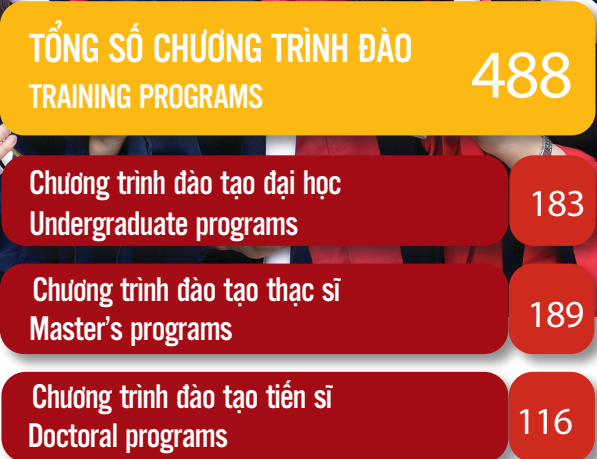 TỔNG SỐ CHƯƠNG TRÌNH ĐÀO
TRAINING PROGRAMS
488
Chương trình đào tạo đại học
Undergraduate programs
183
Chương trình đào tạo thạc sĩ
Master's programs
189
Chương trình đào tạo tiến sĩ
Doctoral programs
116